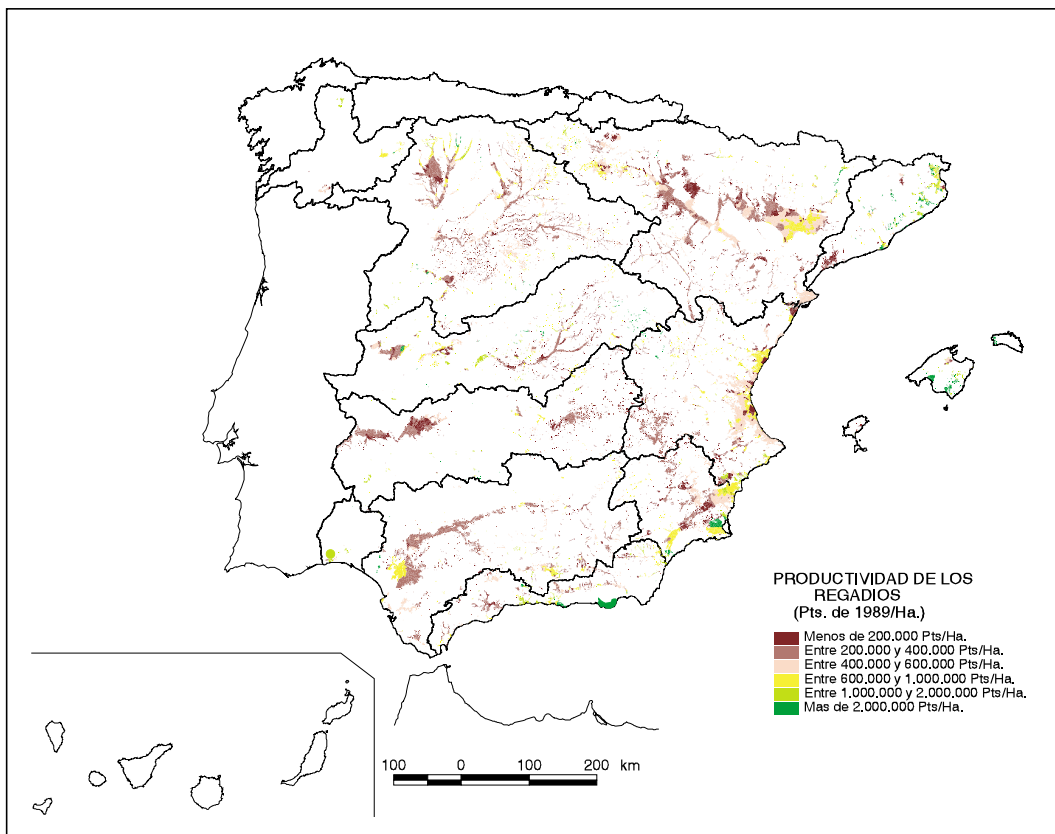 PRODUCTIVIDAD DE LOS
REGADIOS
(Pts. de 1989/Ha.)
Menos de 200.000 Pts/Ha.
Entre 200.000 y 400.000 Pts/Ha.
Entre 400.000 y 600.000 Pts/Ha.
Entre 600.000 y 1.000.000 Pts/Ha.
Entre 1.000.000 y 2.000.000 Pts/Ha.
Mas de 2.000.000 Pts/Ha.
100 0 100 200 km